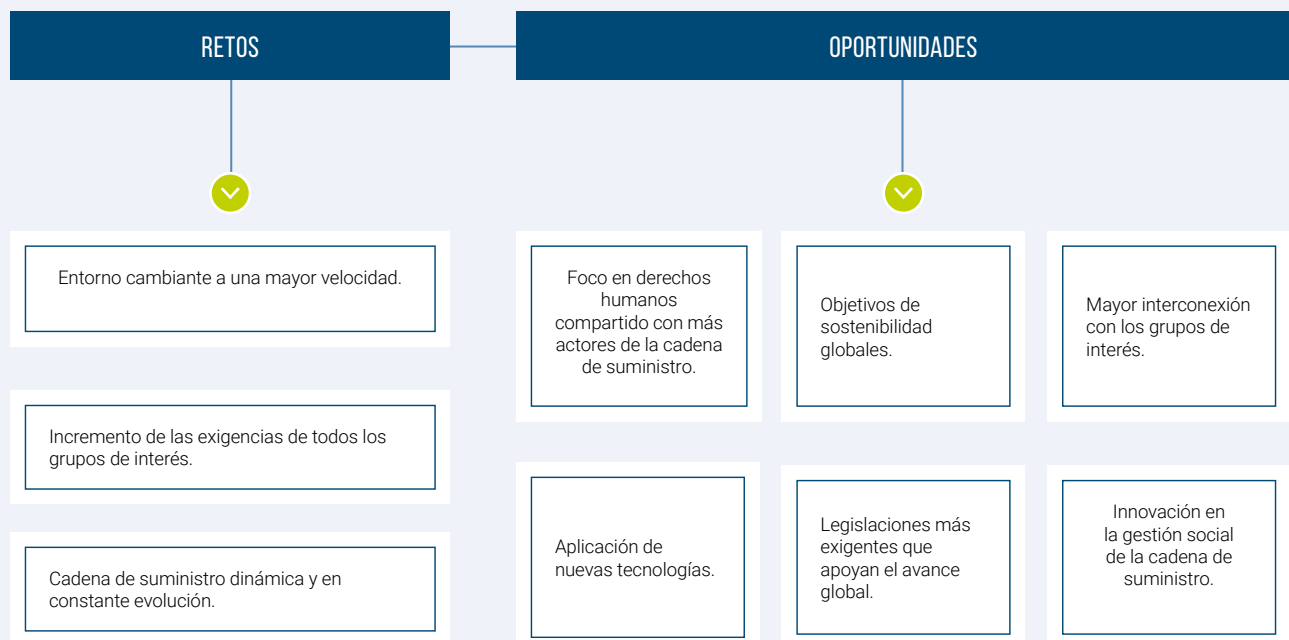 RETOS
OPORTUNIDADES
Entorno cambiante a una mayor velocidad.
Incremento de las exigencias de todos los
grupos de interés.
Cadena de suministro dinámica y en
constante evolución.
Foco en derechos
humanos
compartido con más
actores de la cadena
de suministro.
Objetivos de
sostenibilidad
globales.
Mayor interconexión
con los grupos de
interés.
Aplicación de
nuevas tecnologías.
Legislaciones más
exigentes que
apoyan el avance
global.
Innovación en
la gestión social
de la cadena de
suministro.